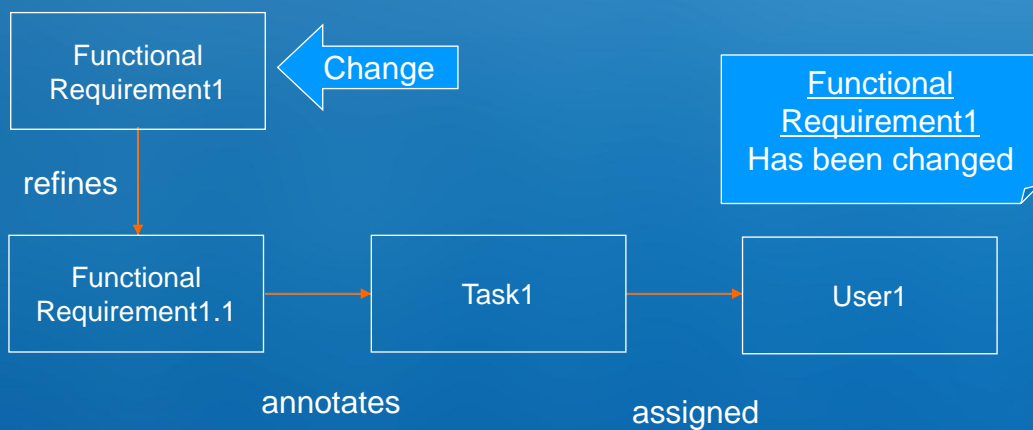 Functional
Requirement1
Change
Functional
Requirement1
Has been changed
refines
Functional
Requirement1.1
Task1
User1
annotates
assigned